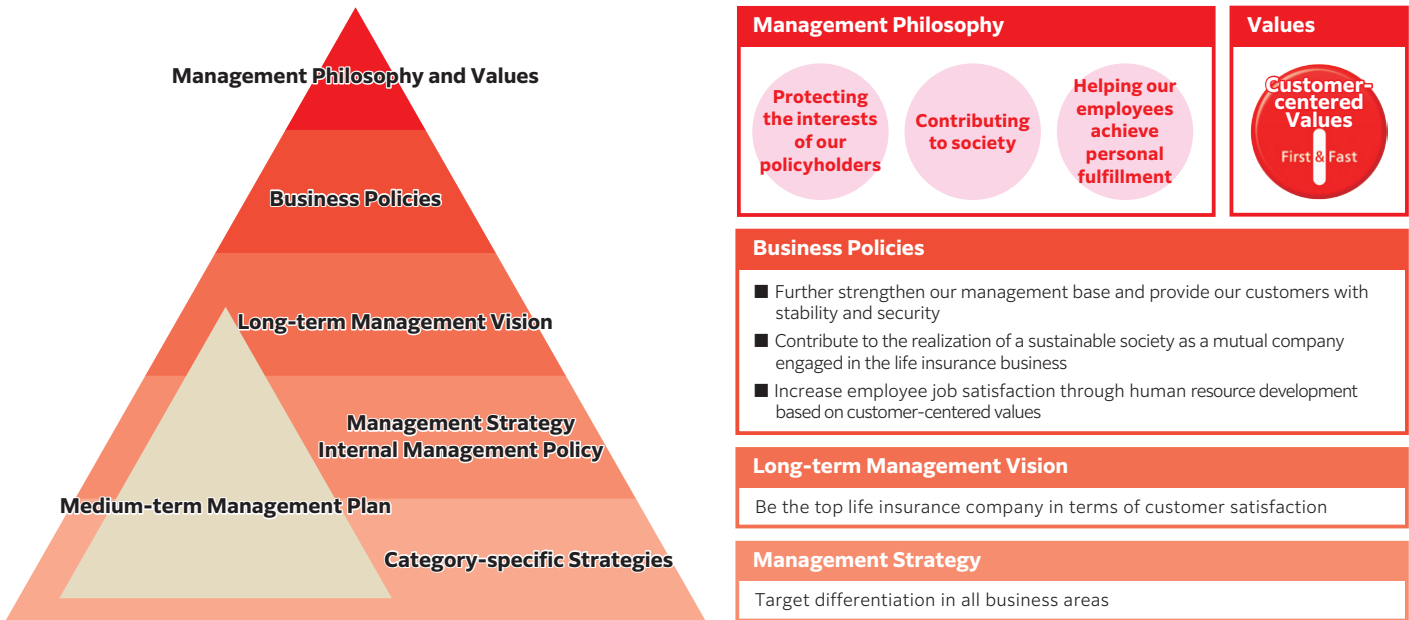 Management Philosophy and Values
Business Policies
Long-term Management Vision
Management Strategy
Internal Management Policy
Medium-term Management Plan
Category-specific Strategies
Management Philosophy
Protecting
the interests
of our
policyholders
Contributing
to society
Helping our
employees
achieve
personal
fulfillment
Values
Customer-
centered
Values
First & Fast
Business Policies
■ Further strengthen our management base and provide our customers with
stability and security
■ Contribute to the realization of a sustainable society as a mutual company
engaged in the life insurance business
■ Increase employee job satisfaction through human resource development
based on customer-centered values
Long-term Management Vision
Be the top life insurance company in terms of customer satisfaction
Management Strategy
Target differentiation in all business areas